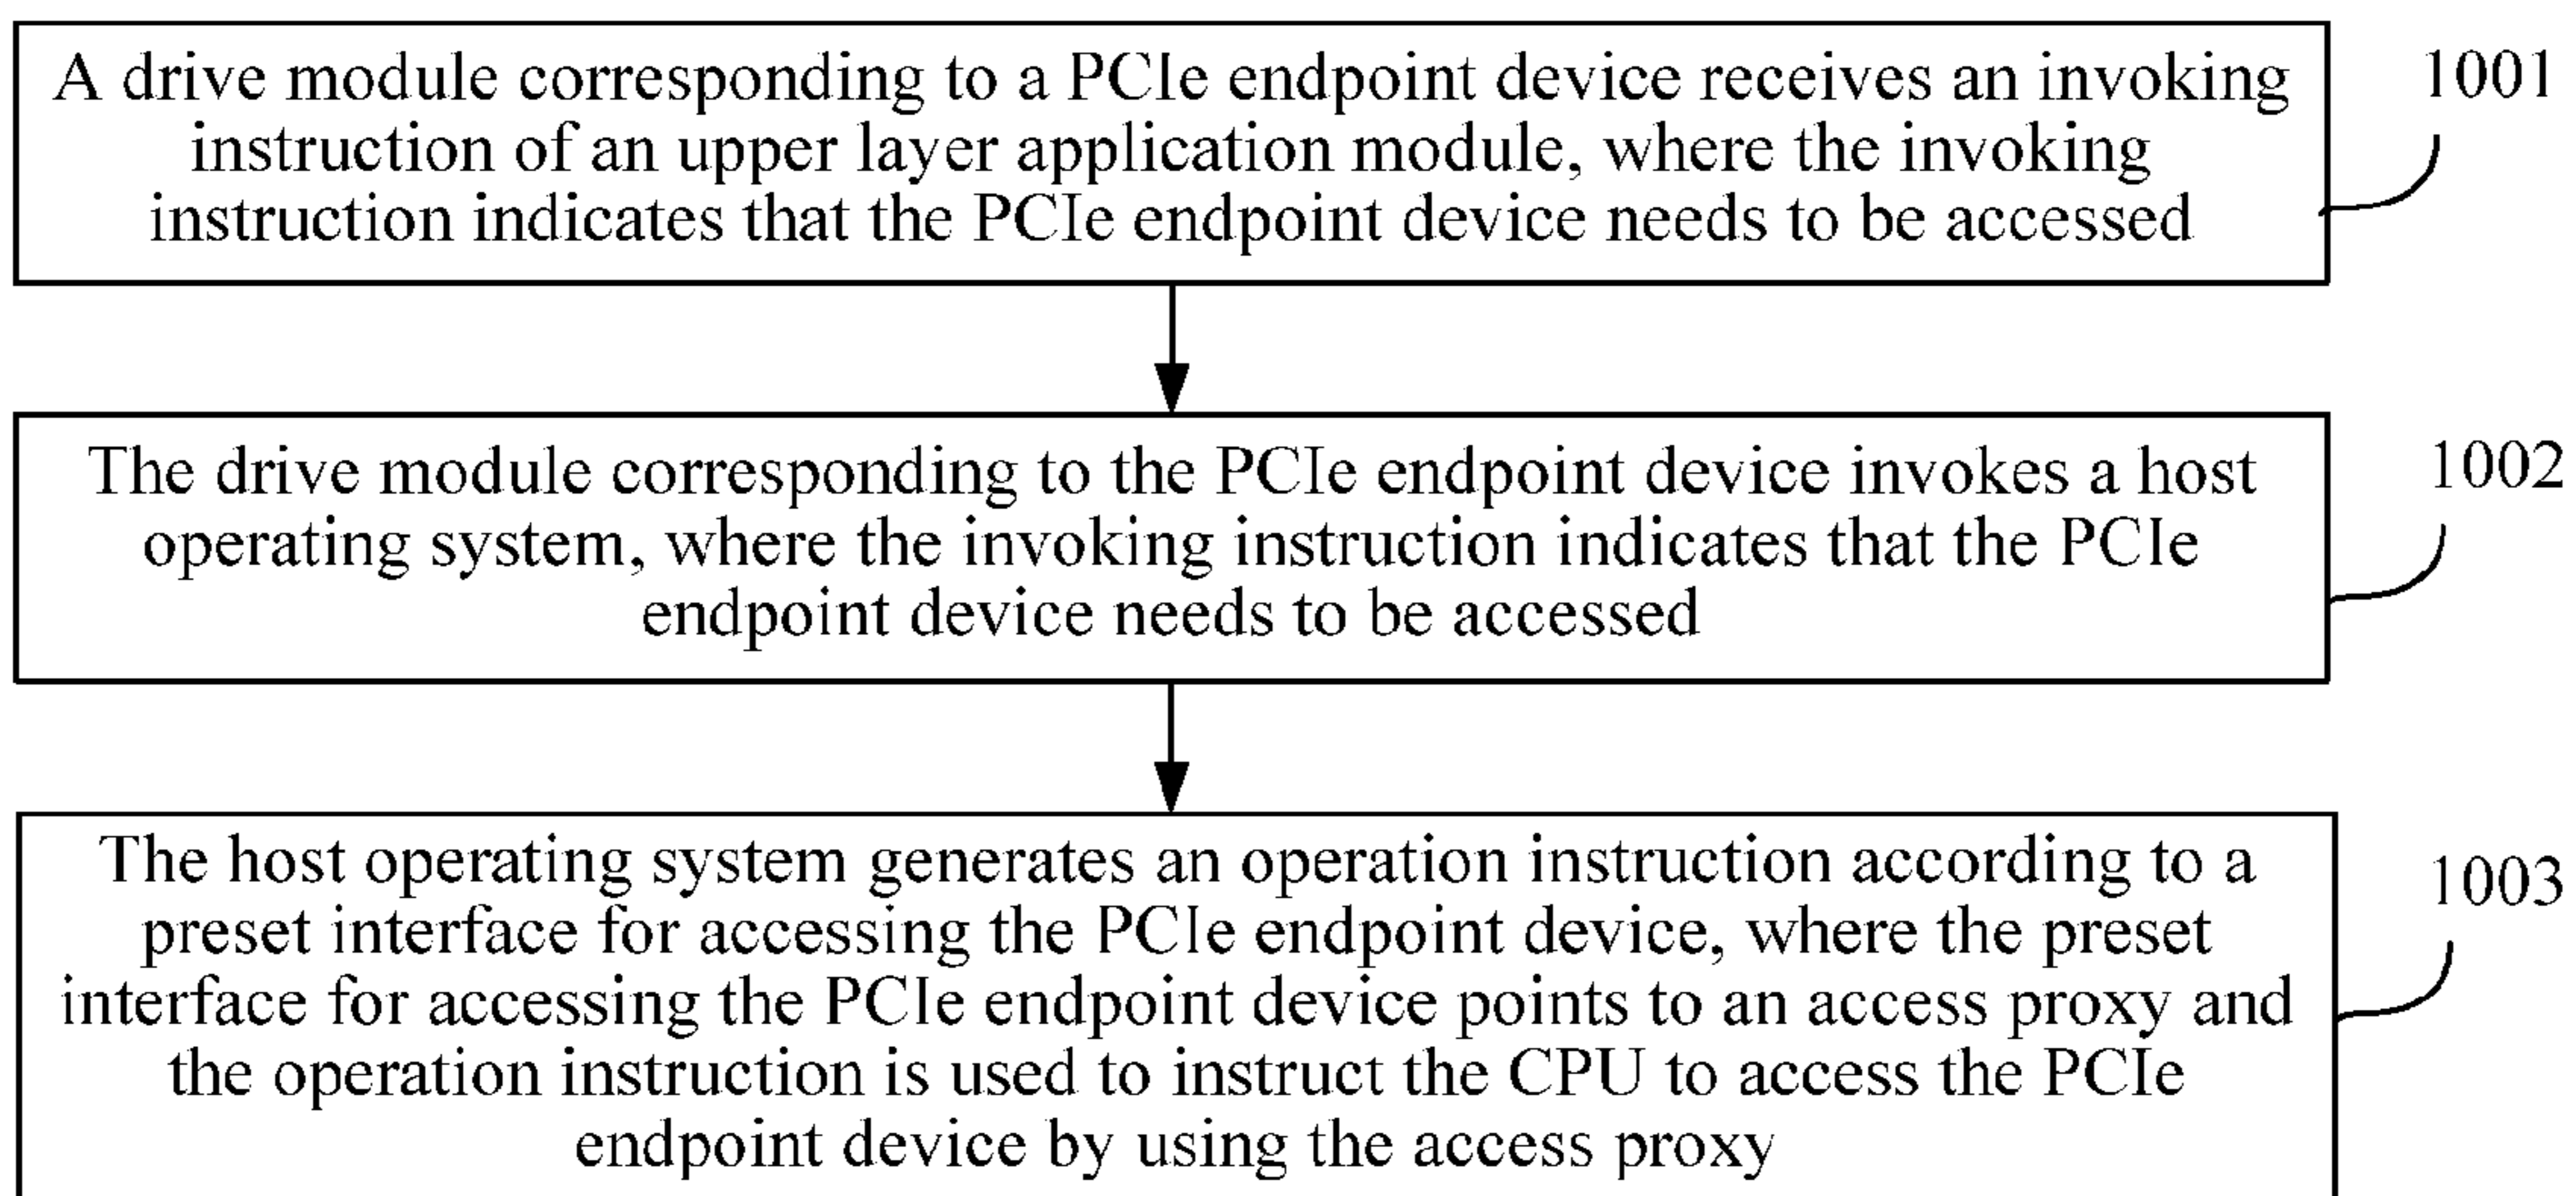 A drive module corresponding to a PCIe endpoint device receives an invoking
instruction of an upper layer application module, where the invoking
instruction indicates that the PCIe endpoint device needs to be accessed
1001
The drive module corresponding to the PCIe endpoint device invokes a host
operating system, where the invoking instruction indicates that the PCIe
endpoint device needs to be accessed
1002
The host operating system generates an operation instruction according to a
preset interface for accessing the PCIe endpoint device, where the preset
interface for accessing the PCIe endpoint device points to an access proxy and
the operation instruction is used to instruct the CPU to access the PCIe
endpoint device by using the access proxy
1003